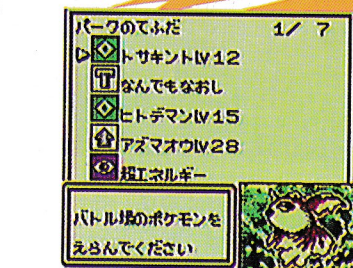 パークのてふだ 1/ 7
トサキントLV12
なんでもなおし
ヒトデマンLV15
アズマオウLV28
超エネルギー
バトル場のポケモンを
えらんでください